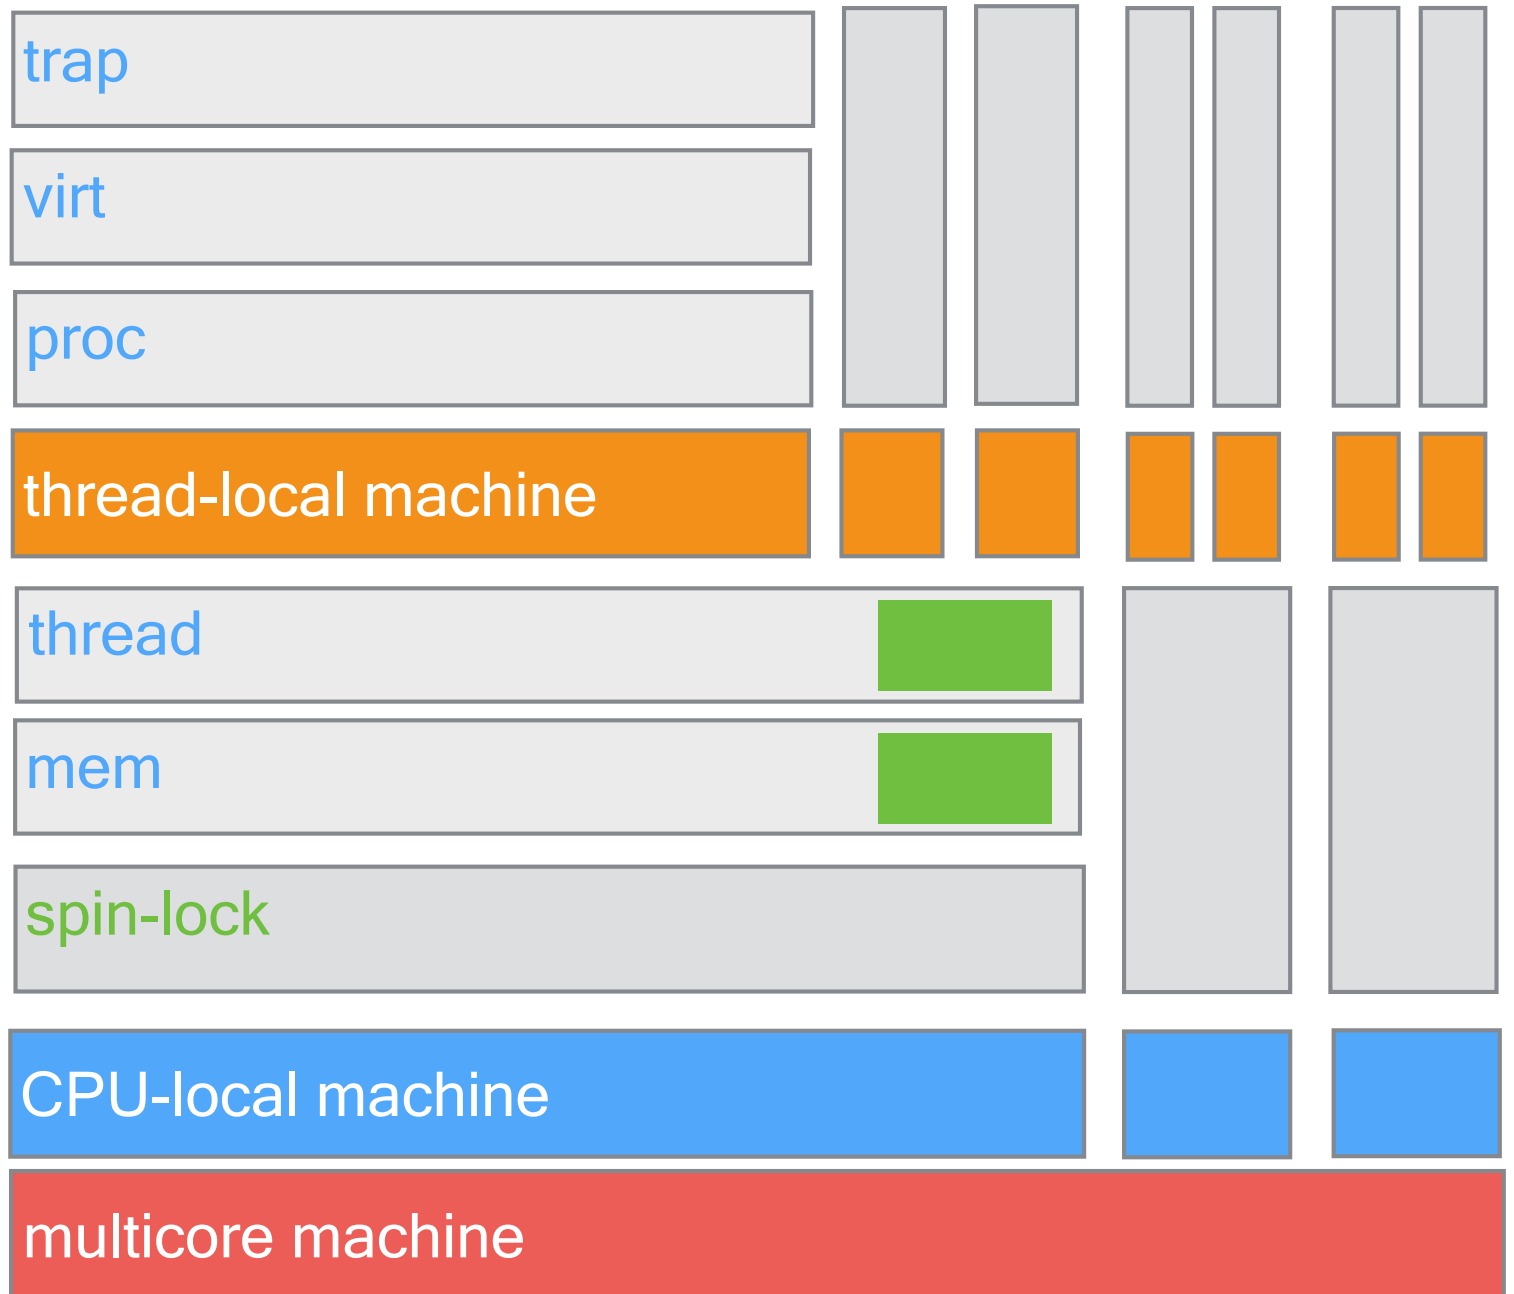 trap
virt
proc
thread-local machine
thread
mem
spin-lock
CPU-local machine
multicore machine